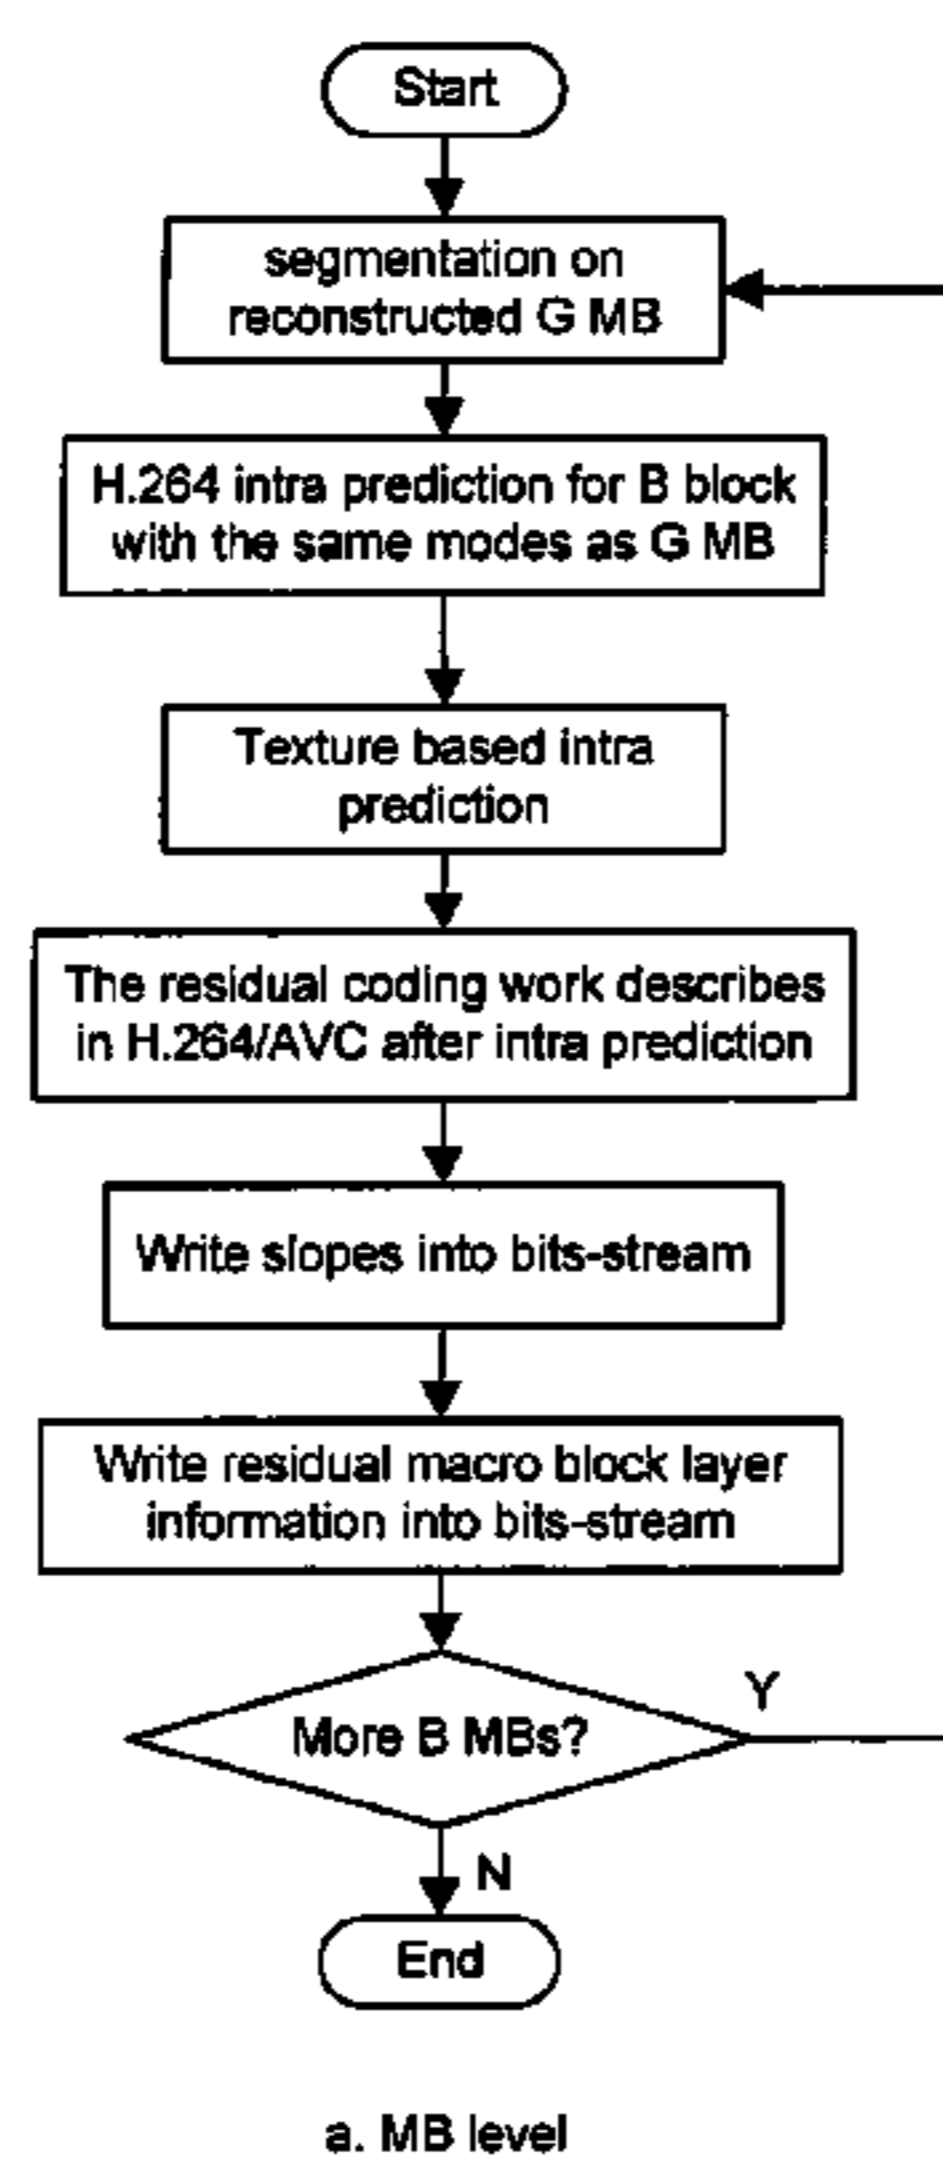 Start
segmentation on
reconstructed G MB
H.264 intra prediction for B block
with the same modes as G MB
Texture based intra
prediction
The residual coding work describes
in H.264/AVC after intra prediction
Write slopes into bits-stream
Write residual macro block layer
information into bits-stream
Y
More B MBs?
N
End
a. MB level